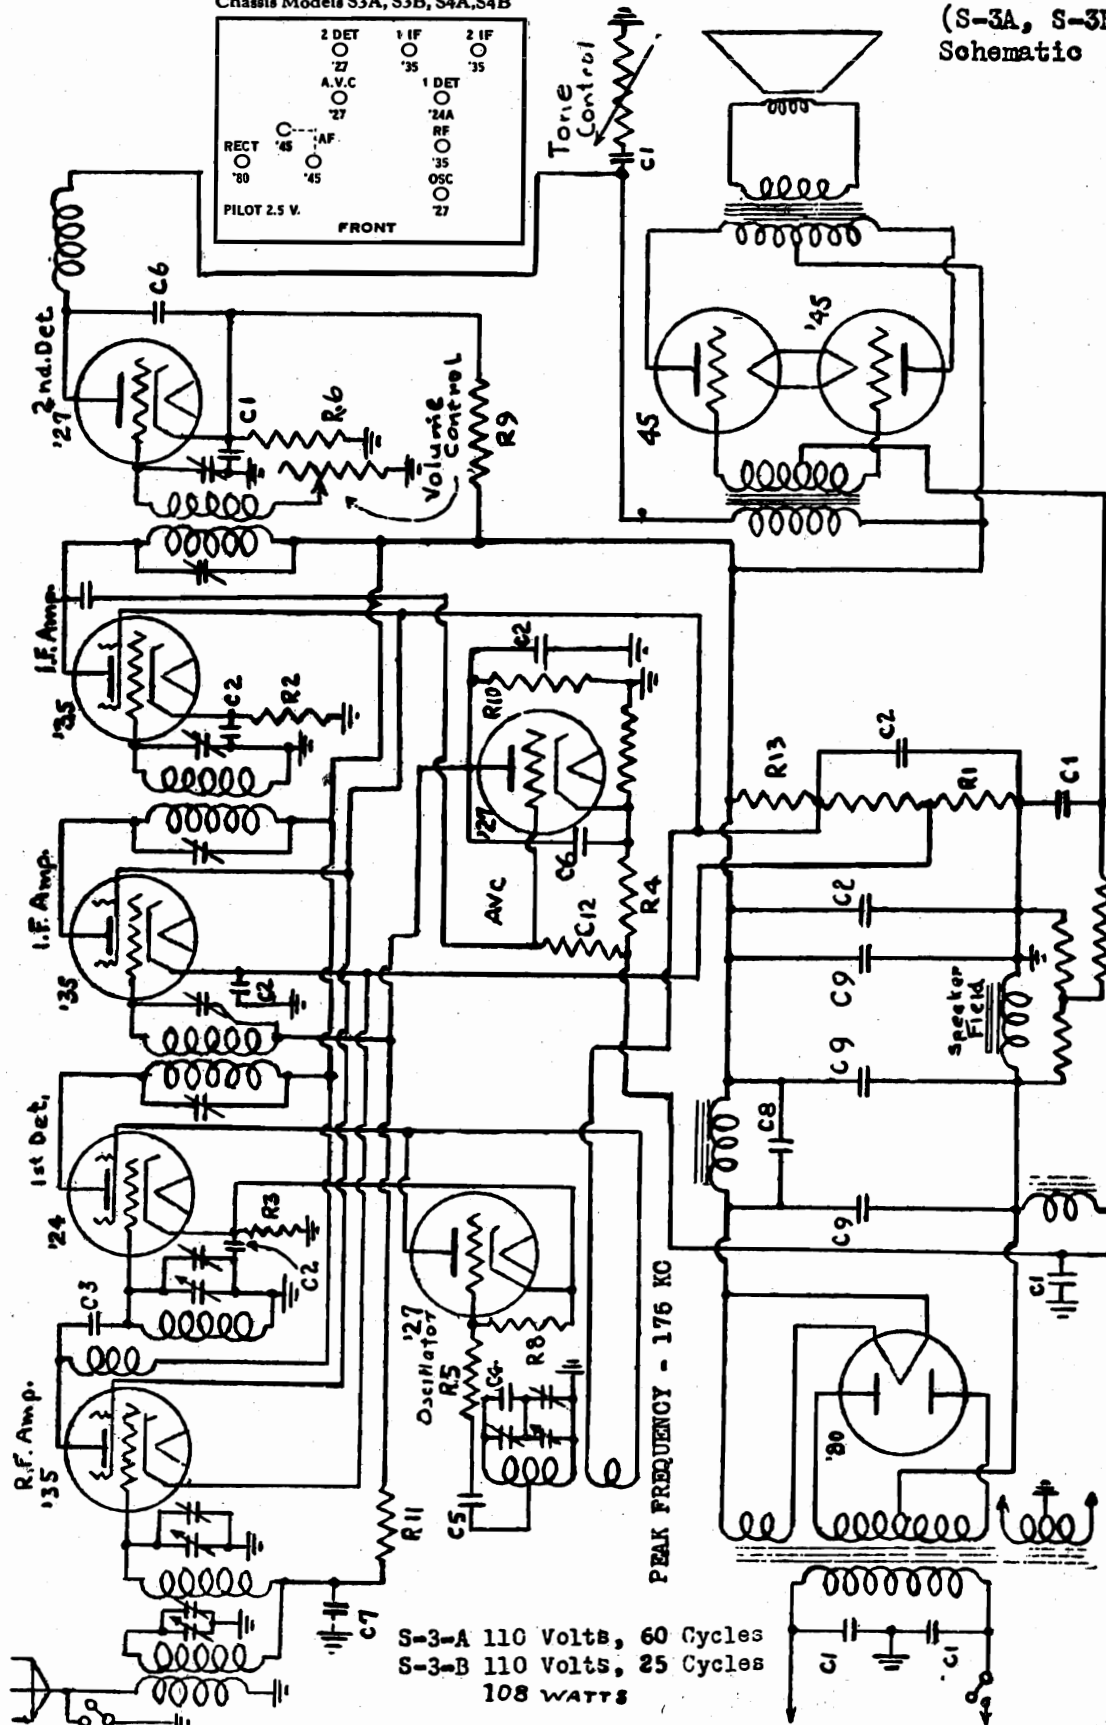 Chassis Models S3A, S3B, S4A,S4B
(S-3A, S-3B
Schematic
2 DET
'27
1 IF
'35
2 IF
'35
A.V.C
'27
1 DET
'24A
RF
'35
AF
'45
'45
RECT
'80
OSC
'27
PILOT 2.5 V.
FRONT
Tone Control
C1
C6
2nd. Det.
'27
C1
R6
Volume Control
R9
'45
45
I.F. Amp.
'35
C2
R2
C2
R10
'27
C6
AVC
C12
R4
R13
C2
R1
C1
I.F. Amp.
'35
C2
C2
C9
Speaker Field
C9
C8
C9
1st Det.
'24
R3
C2
C3
'27
Oscillator
R5
R8
C4
C5
R.F. Amp.
'35
R11
C7
PEAK FREQUENCY - 175 KC
C1
'80
C1
C1
S-3-A 110 Volts, 60 Cycles
S-3-B 110 Volts, 25 Cycles
108 WATTS